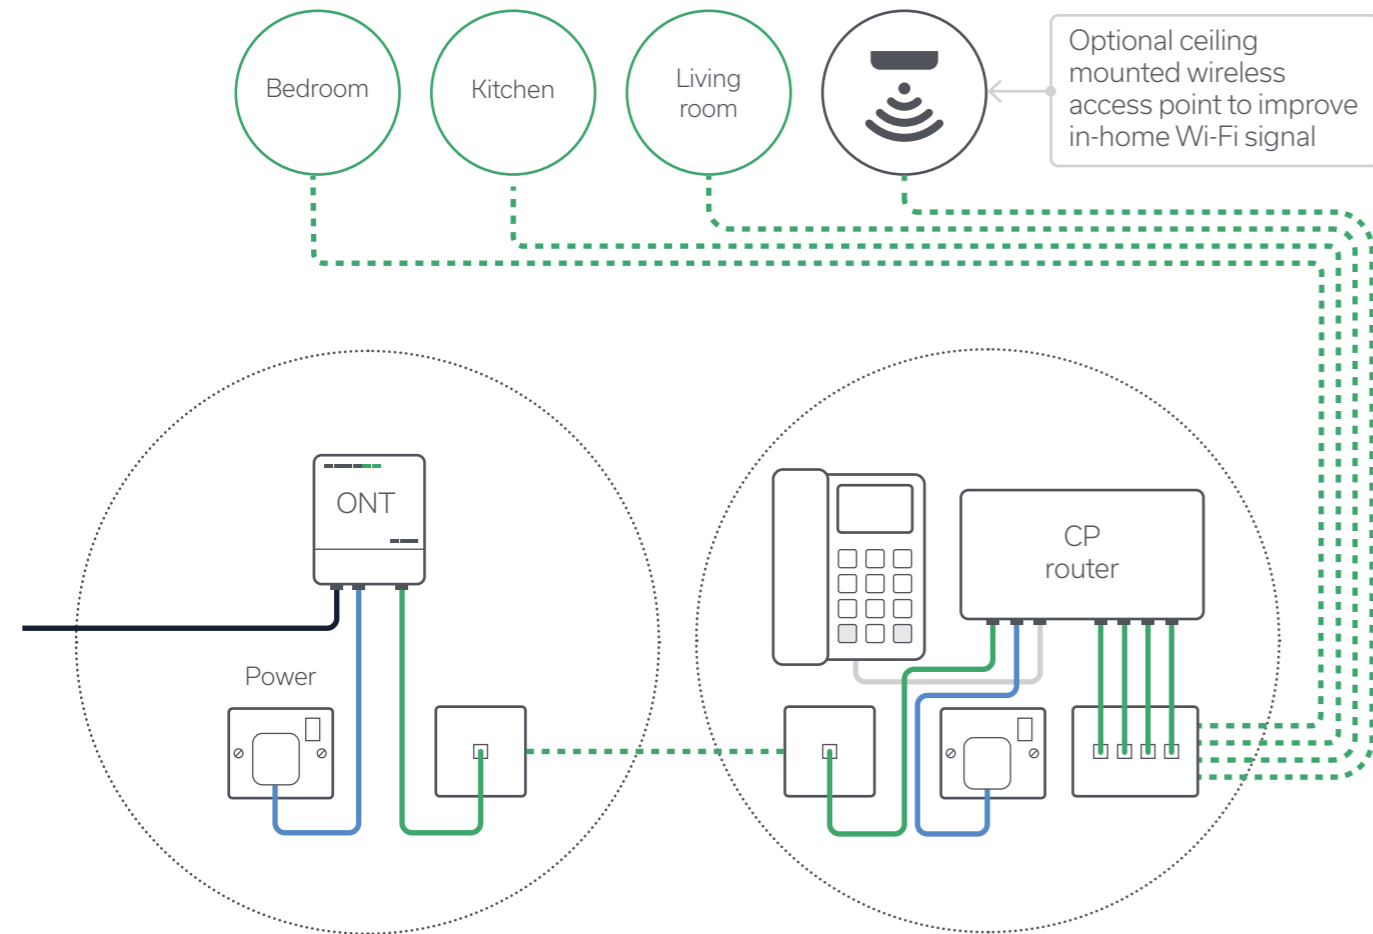 Bedroom
Kitchen
Living
room
Optional ceiling
mounted wireless
access point to improve
in-home Wi-Fi signal
ONT
Power
CP
router